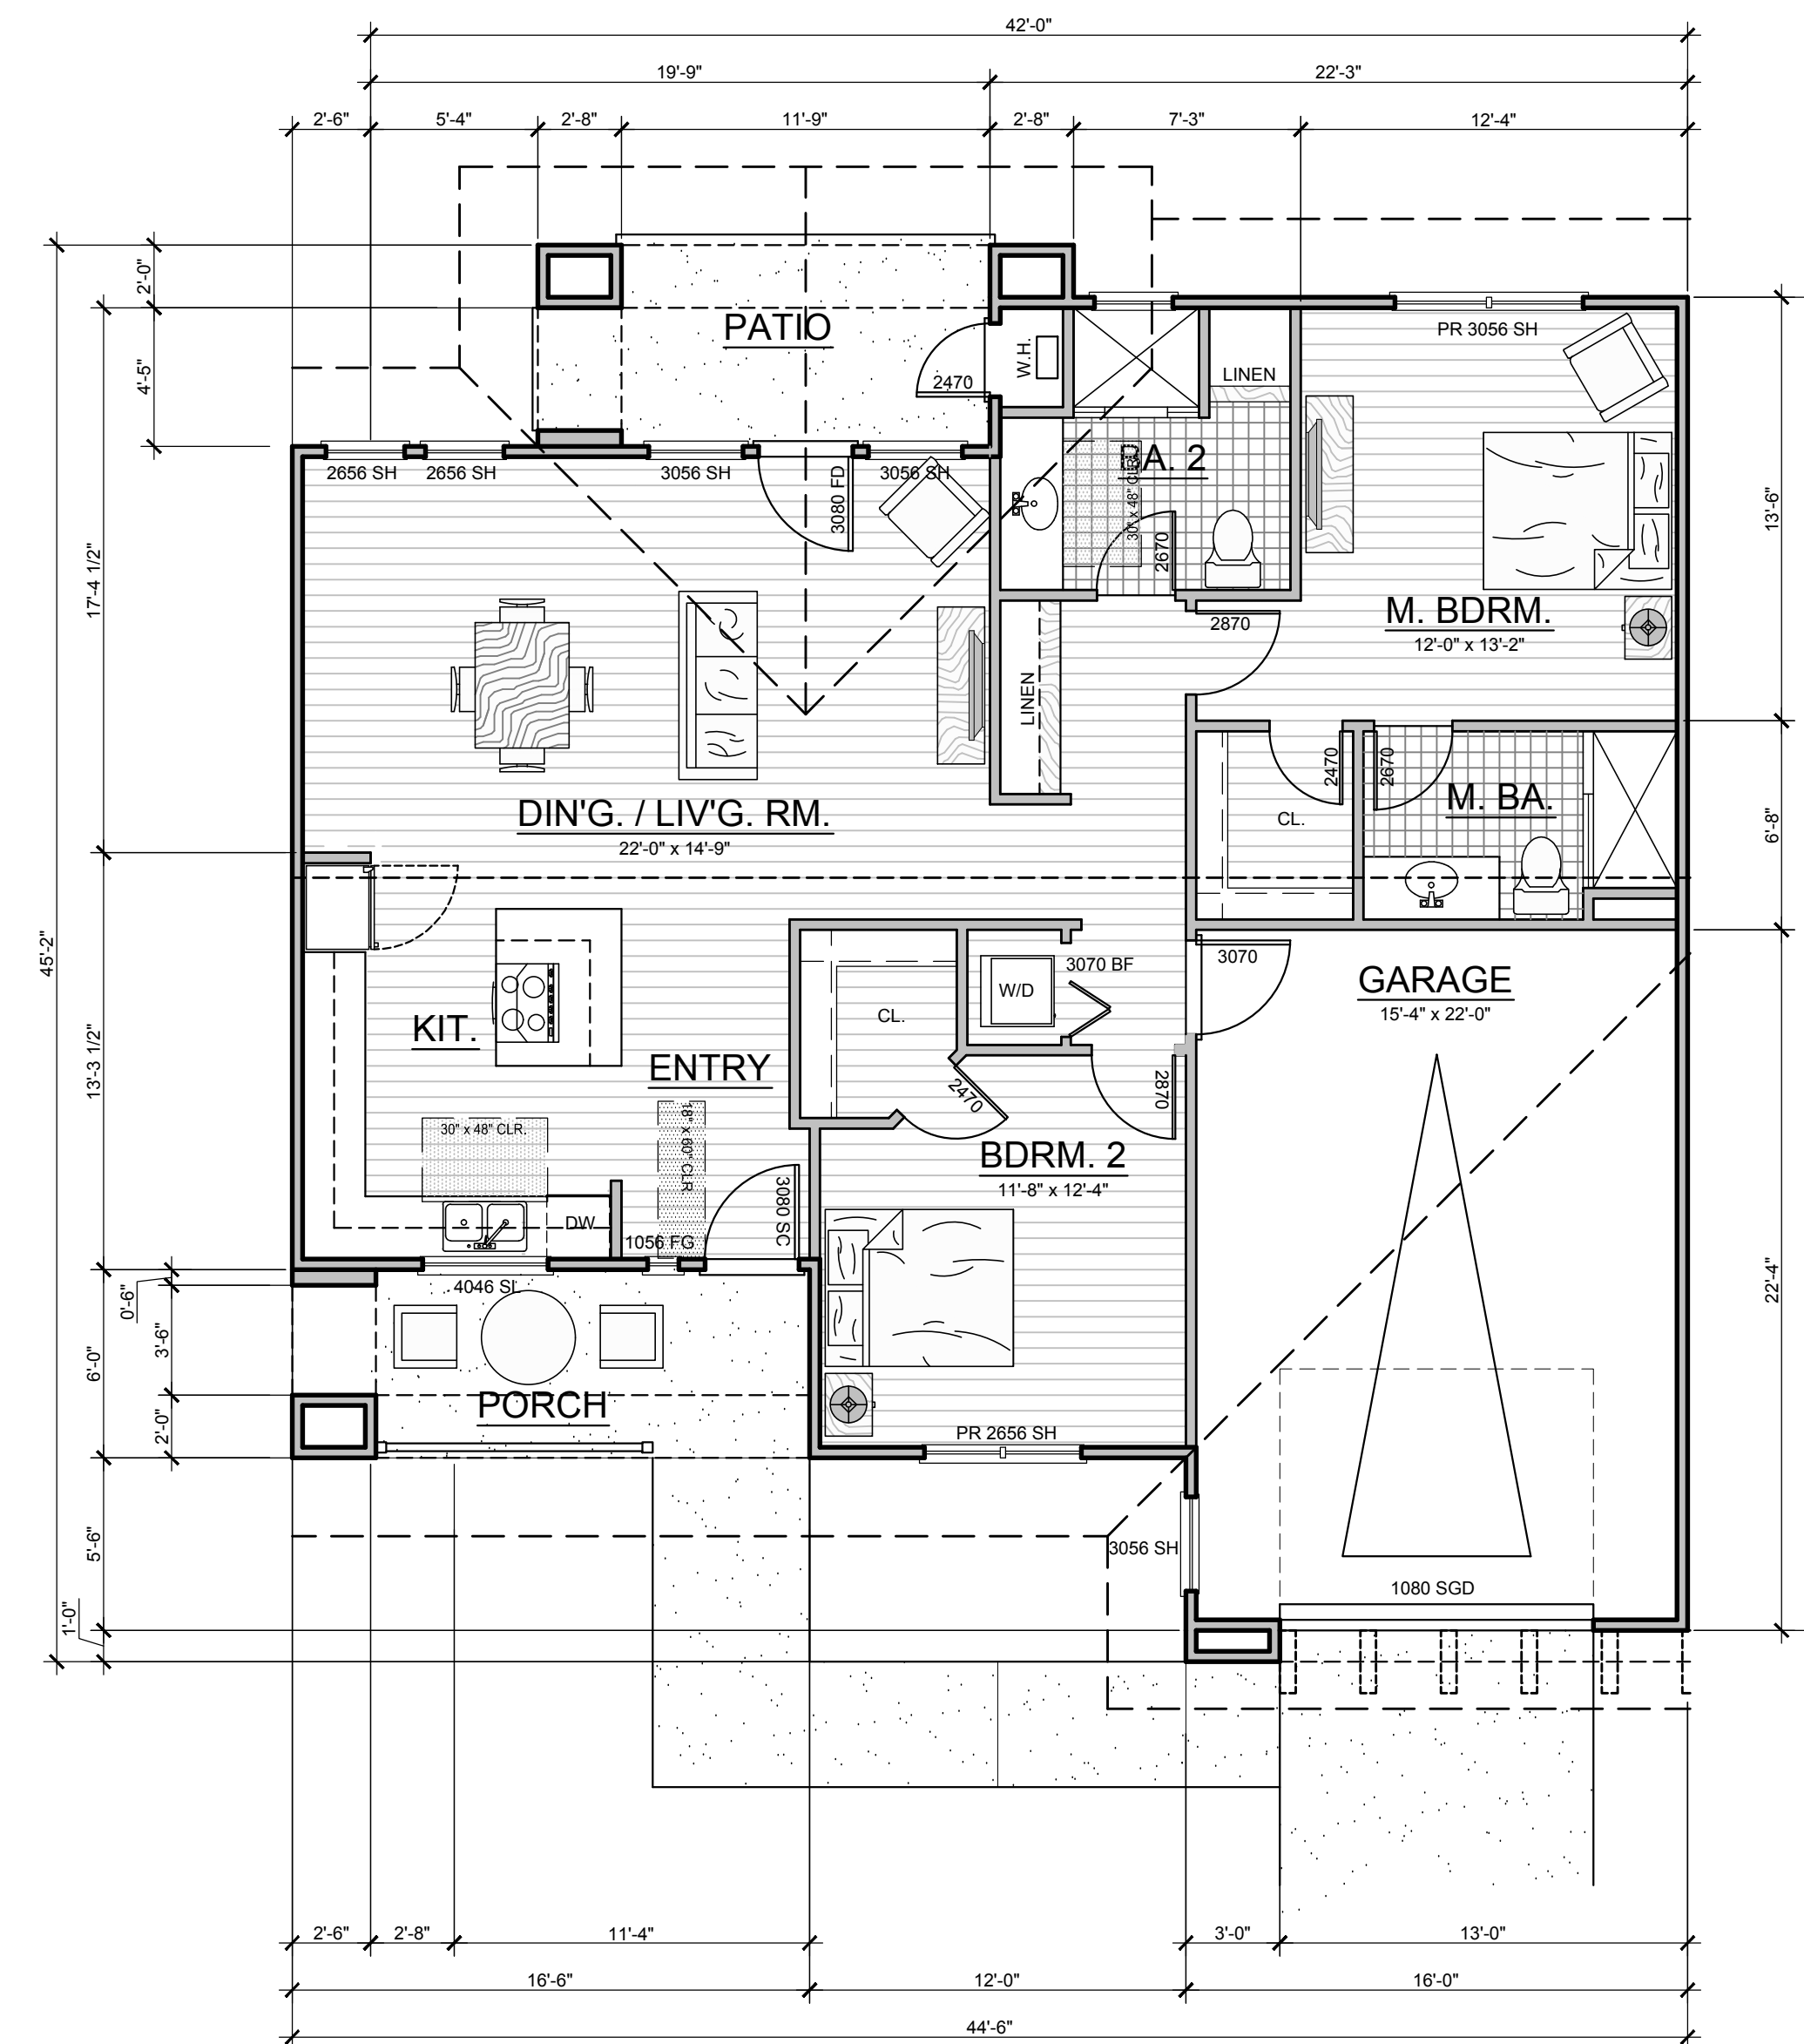 42'-0"
19'-9"
22'-3"
2'-6"
5'-4"
2'-8"
11'-9"
2'-8"
7'-3"
12'-4"
2'-0"
4'-5"
PATIO
2470
W.H.
LINEN
PR 3056 SH
2656 SH
2656 SH
3056 SH
3080 FD
3056 SH
BA. 2
30" x 48" CLR.
2670
13'-6"
17'-4 1/2"
M. BDRM.
12'-0" x 13'-2"
2870
LINEN
2470
2670
M. BA.
CL.
6'-8"
DIN'G. / LIV'G. RM.
22'-0" x 14'-9"
45'-2"
3070 BF
3070
W/D
CL.
GARAGE
15'-4" x 22'-0"
KIT.
ENTRY
13'-3 1/2"
2470
2870
30" x 48" CLR.
18" x 60" CLR.
BDRM. 2
11'-8" x 12'-4"
3080 SC
DW
1056 FG
4046 SL
22'-4"
0'-6"
3'-6"
6'-0"
2'-0"
PORCH
PR 2656 SH
5'-6"
3056 SH
1080 SGD
1'-0"
2'-6"
2'-8"
11'-4"
3'-0"
13'-0"
16'-6"
12'-0"
16'-0"
44'-6"